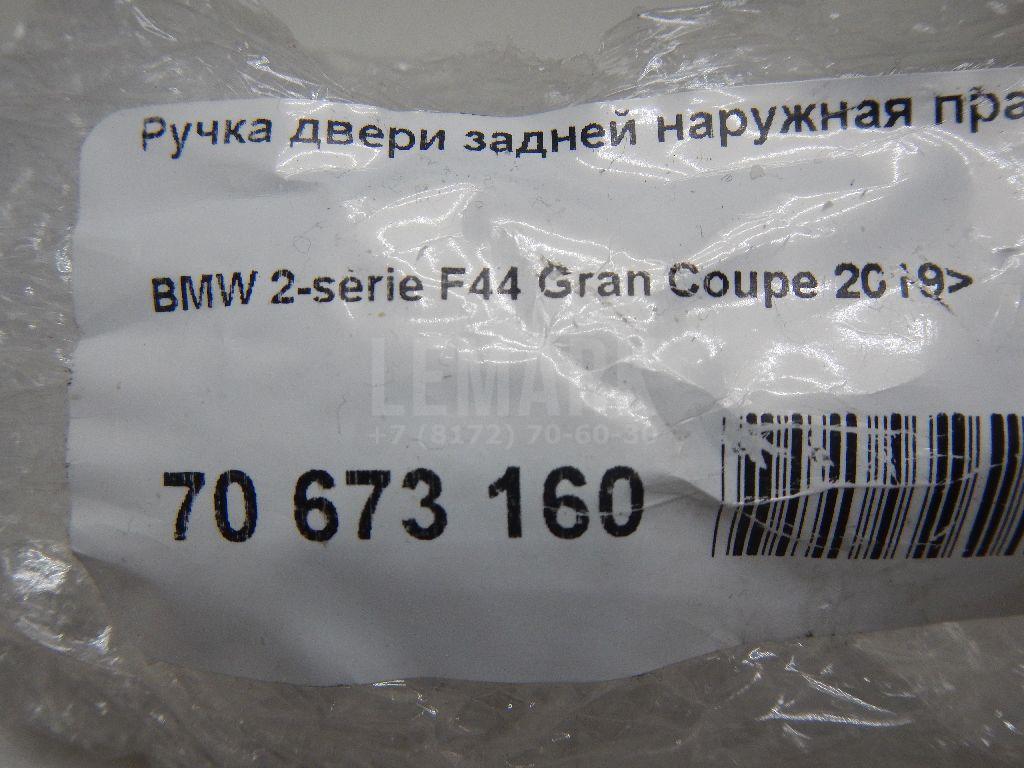 Ручка двери задней наружная пра
BMW 2-serie F44 Gran Coupe 2019>
LEMARK
+7 (8172) 70-60-30
70 673 160